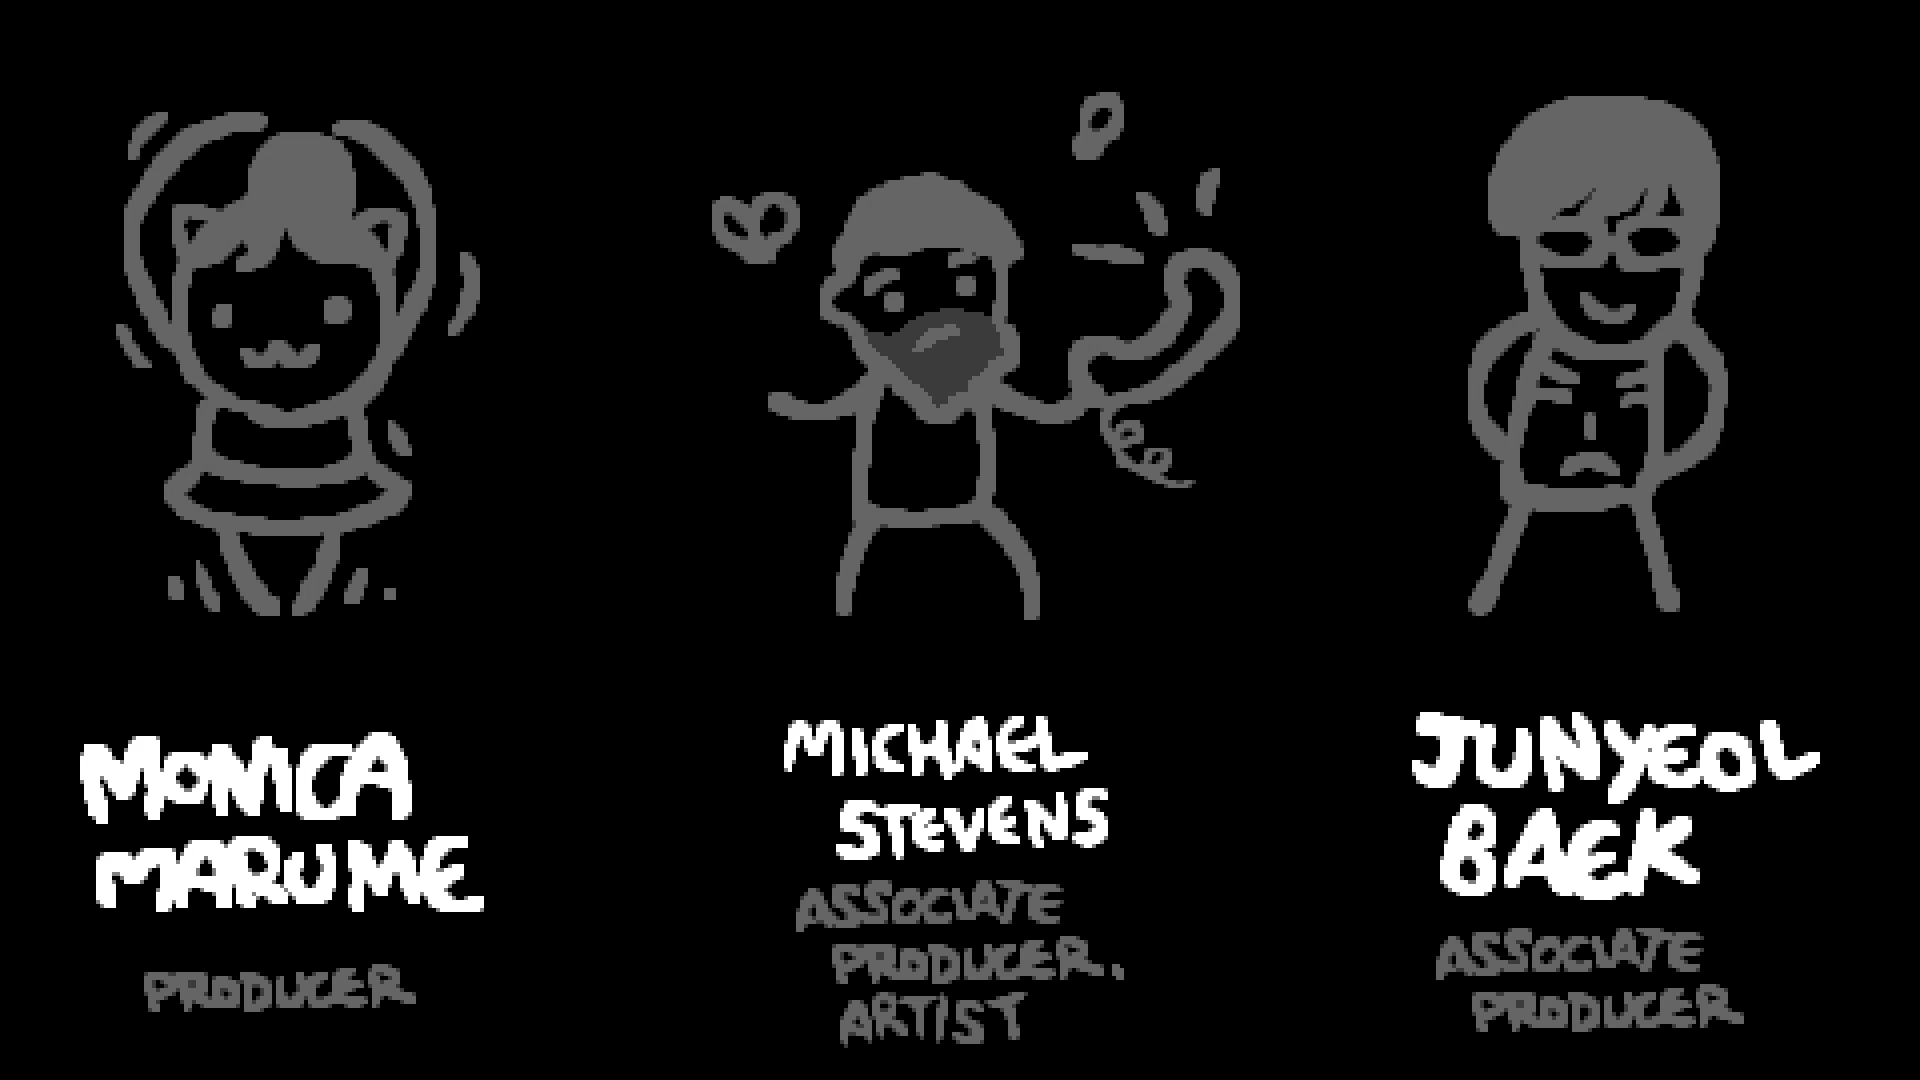 MONICA
MARUME
PRODUCER
MICHAEL
STEVENS
ASSOCIATE
PRODUCER.
ARTIST
JUNYEOL
BAEK
ASSOCIATE
PRODUCER